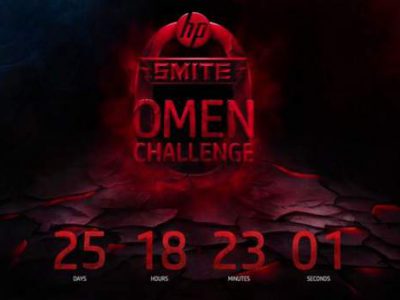 hp
SMITE
OMEN
CHALLENGE
25 18 23 01
DAYS HOURS MINUTES SECONDS